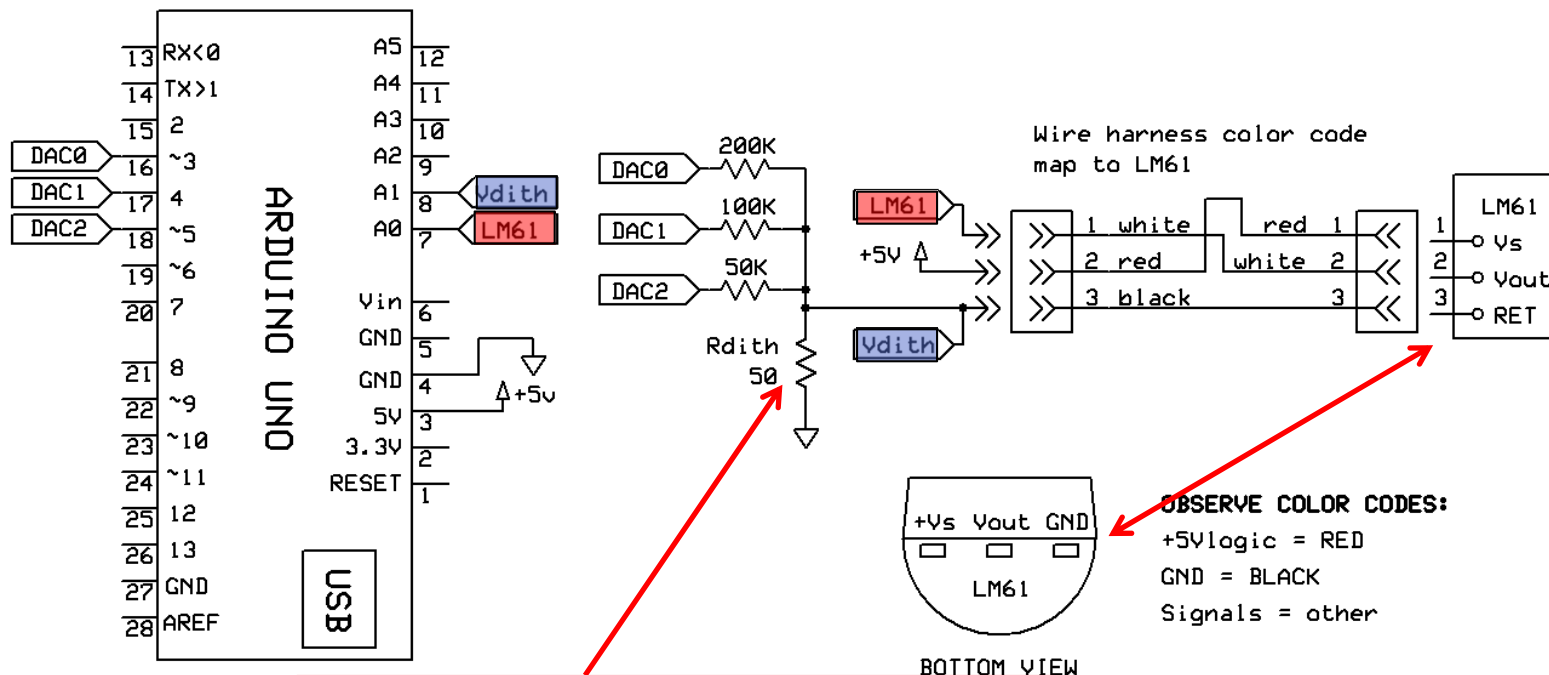 13 RX<0
14 TX>1
15 2
DAC0 16 ~3
DAC1 17 4
DAC2 18 ~5
19 ~6
20 7
21 8
22 ~9
23 ~10
24 ~11
25 12
26 13
27 GND
28 AREF
ARDUINO UNO
USB
A5 12
A4 11
A3 10
A2 9
A1 8 Vdith
A0 7 LM61
Vin 6
GND 5
GND 4
5V 3 +5v
3.3V 2
RESET 1
DAC0 200K
DAC1 100K
DAC2 50K
Rdith
50
LM61
+5V
Vdith
Wire harness color code
map to LM61
1 white red 1
2 red white 2
3 black 3
LM61
1 Vs
2 Vout
3 RET
+Vs Vout GND
LM61
BOTTOM VIEW
OBSERVE COLOR CODES:
+5Vlogic = RED
GND = BLACK
Signals = other